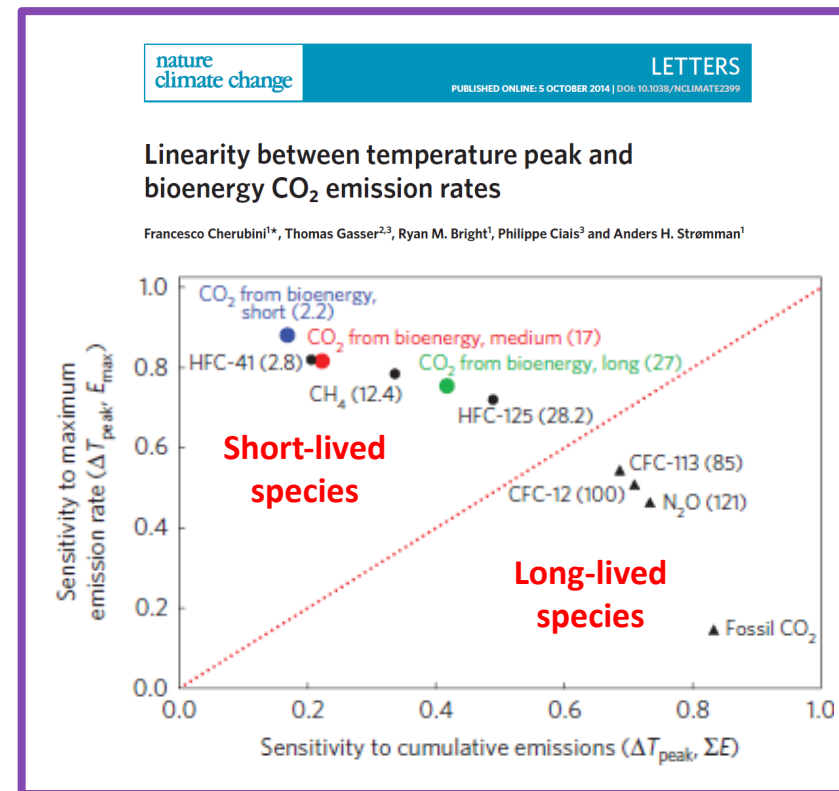 nature
climate change
LETTERS
PUBLISHED ONLINE: 5 OCTOBER 2014 | DOI: 10.1038/NCLIMATE2399
Linearity between temperature peak and
bioenergy CO₂ emission rates
Francesco Cherubini¹*, Thomas Gasser²,³, Ryan M. Bright¹, Philippe Ciais³ and Anders H. Strømman¹
Sensitivity to maximum
emission rate (ΔT_peak, E_max)
1.0
0.8
0.6
0.4
0.2
0.0
CO₂ from bioenergy,
short (2.2)
CO₂ from bioenergy, medium (17)
HFC-41 (2.8)
CO₂ from bioenergy, long (27)
CH₄ (12.4)
HFC-125 (28.2)
Short-lived
species
CFC-113 (85)
CFC-12 (100)
N₂O (121)
Long-lived
species
Fossil CO₂
0.0 0.2 0.4 0.6 0.8 1.0
Sensitivity to cumulative emissions (ΔT_peak, ΣE)